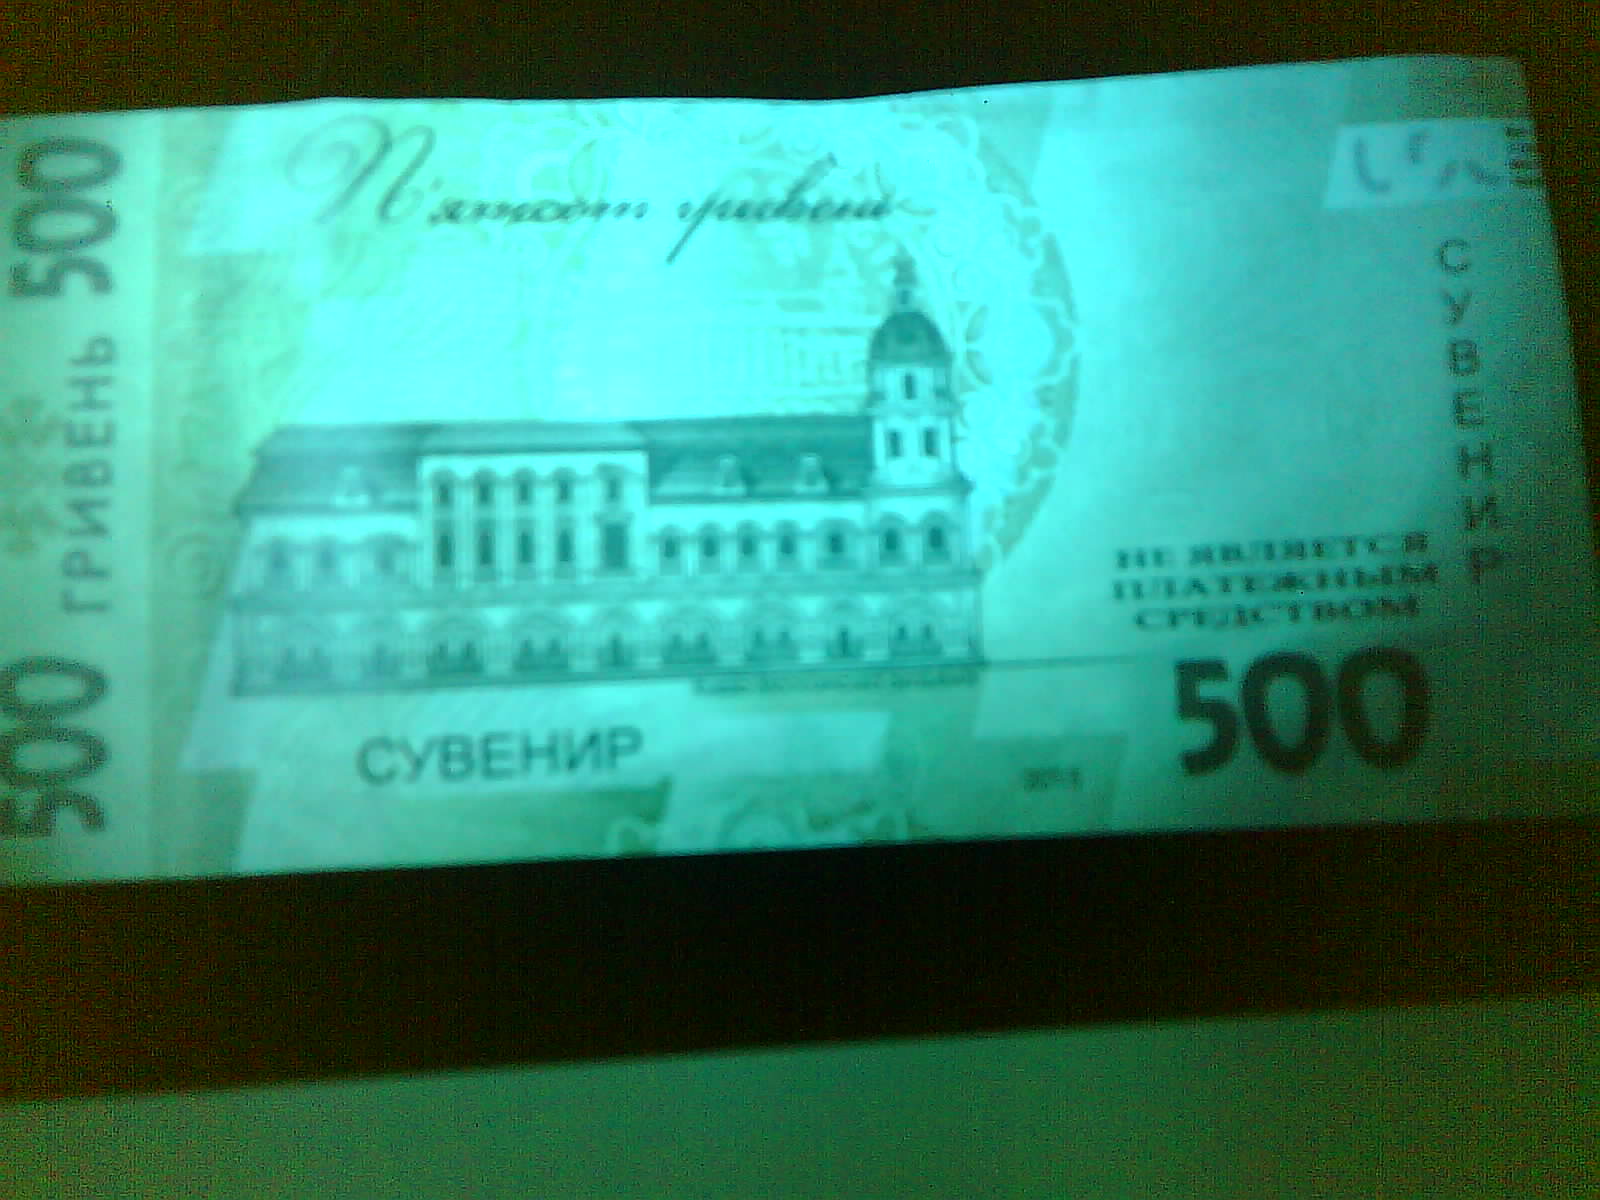 500
ГРИВЕНЬ
500
П'ятсот гривень
СУВЕНИР
НЕ ЯВЛЯЕТСЯ
ПЛАТЕЖНЫМ
СРЕДСТВОМ
500
СУВЕНИР